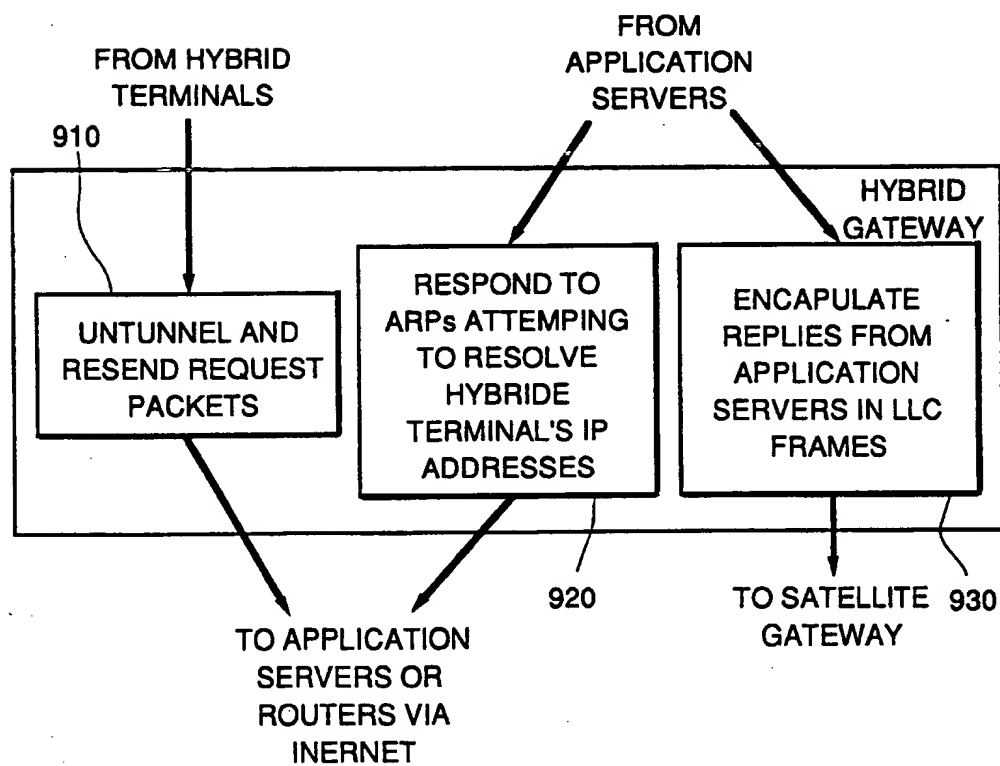 FROM HYBRID
TERMINALS
FROM
APPLICATION
SERVERS
910
HYBRID
GATEWAY
UNTUNNEL AND
RESEND REQUEST
PACKETS
RESPOND TO
ARPs ATTEMPING
TO RESOLVE
HYBRIDE
TERMINAL'S IP
ADDRESSES
ENCAPULATE
REPLIES FROM
APPLICATION
SERVERS IN LLC
FRAMES
920
930
TO APPLICATION
SERVERS OR
ROUTERS VIA
INERNET
TO SATELLITE
GATEWAY